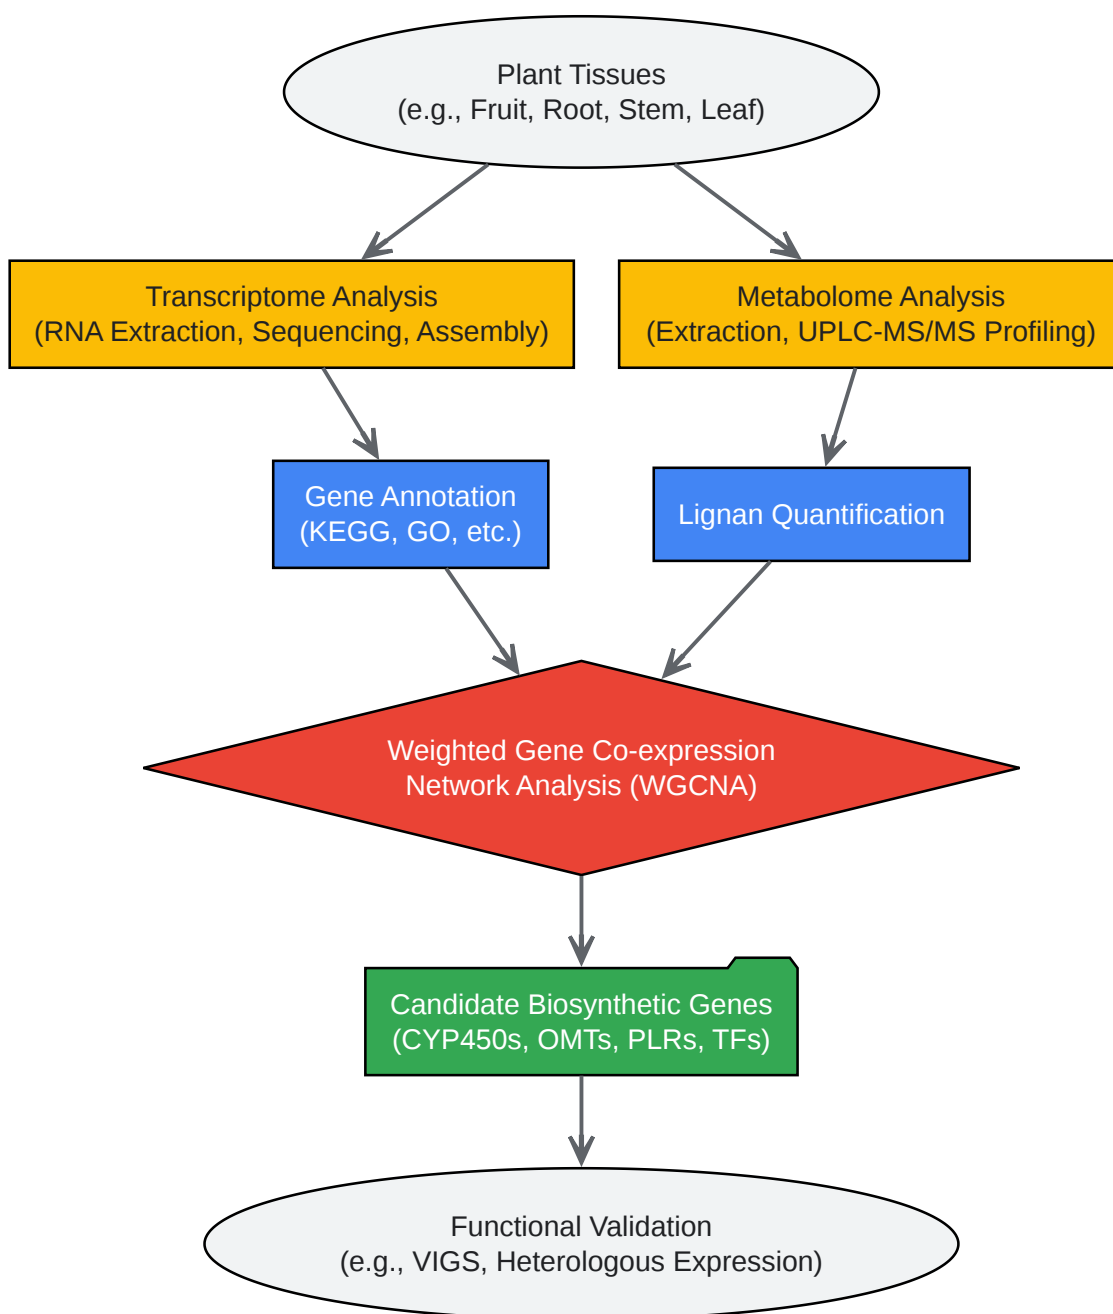 Plant Tissues
(e.g., Fruit, Root, Stem, Leaf)
Transcriptome Analysis
(RNA Extraction, Sequencing, Assembly)
Metabolome Analysis
(Extraction, UPLC-MS/MS Profiling)
Gene Annotation
(KEGG, GO, etc.)
Lignan Quantification
Weighted Gene Co-expression
Network Analysis (WGCNA)
Candidate Biosynthetic Genes
(CYP450s, OMTs, PLRs, TFs)
Functional Validation
(e.g., VIGS, Heterologous Expression)